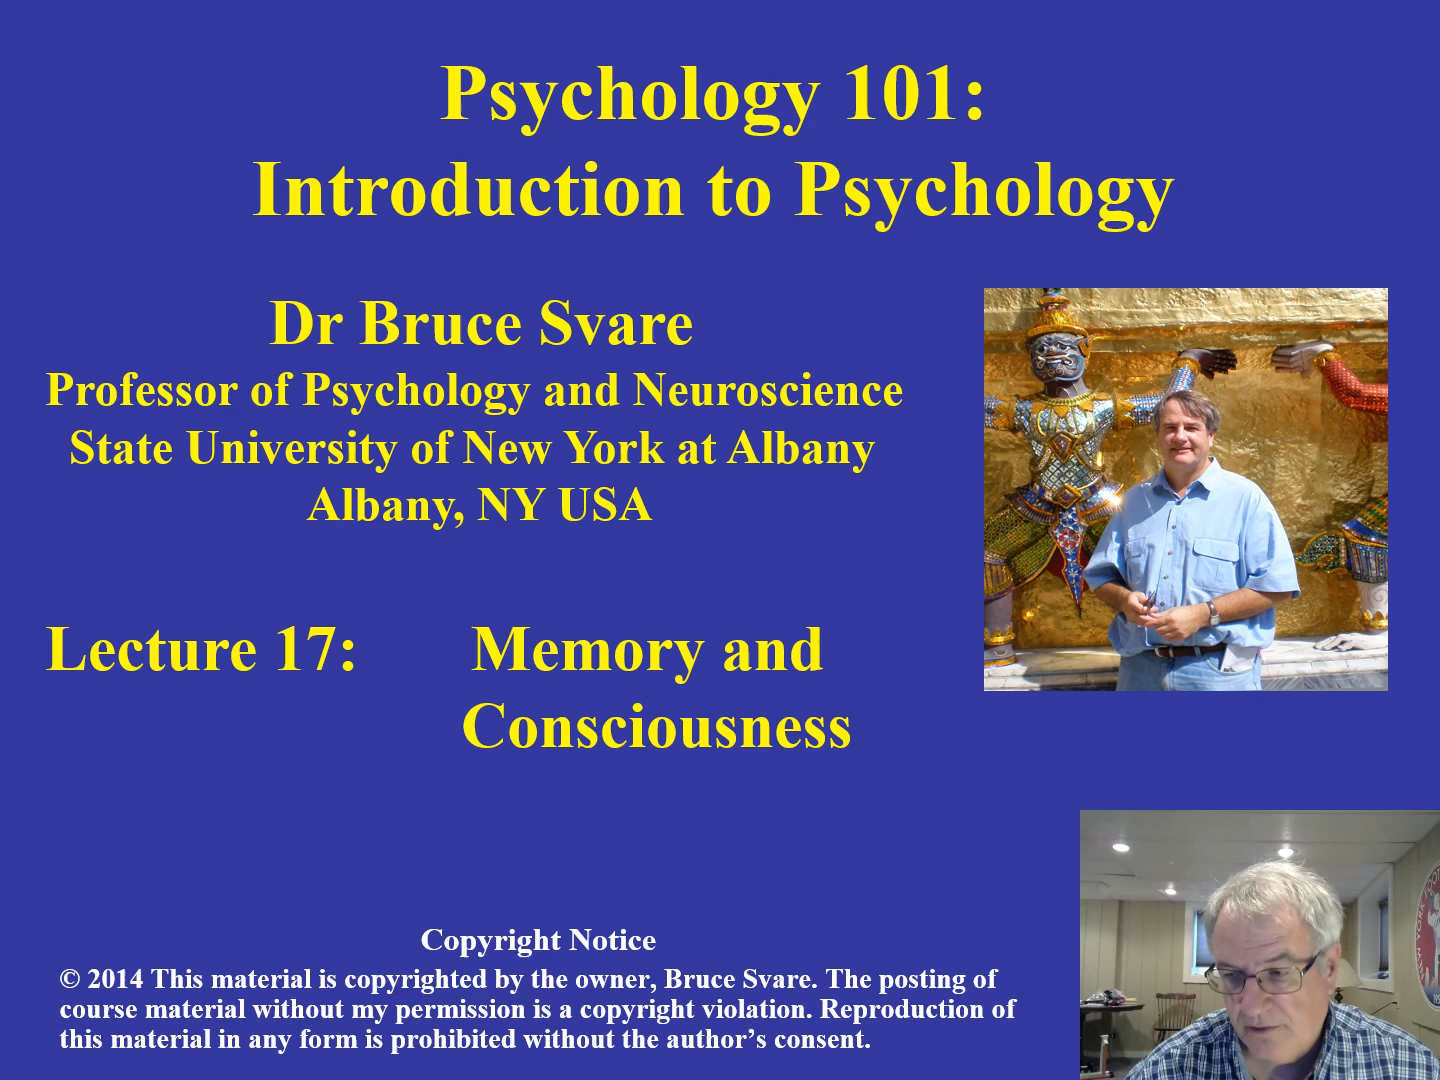 Psychology 101:
Introduction to Psychology
Dr Bruce Svare
Professor of Psychology and Neuroscience
State University of New York at Albany
Albany, NY USA
Lecture 17: Memory and
Consciousness
Copyright Notice
© 2014 This material is copyrighted by the owner, Bruce Svare. The posting of
course material without my permission is a copyright violation. Reproduction of
this material in any form is prohibited without the author’s consent.
NEW YORK